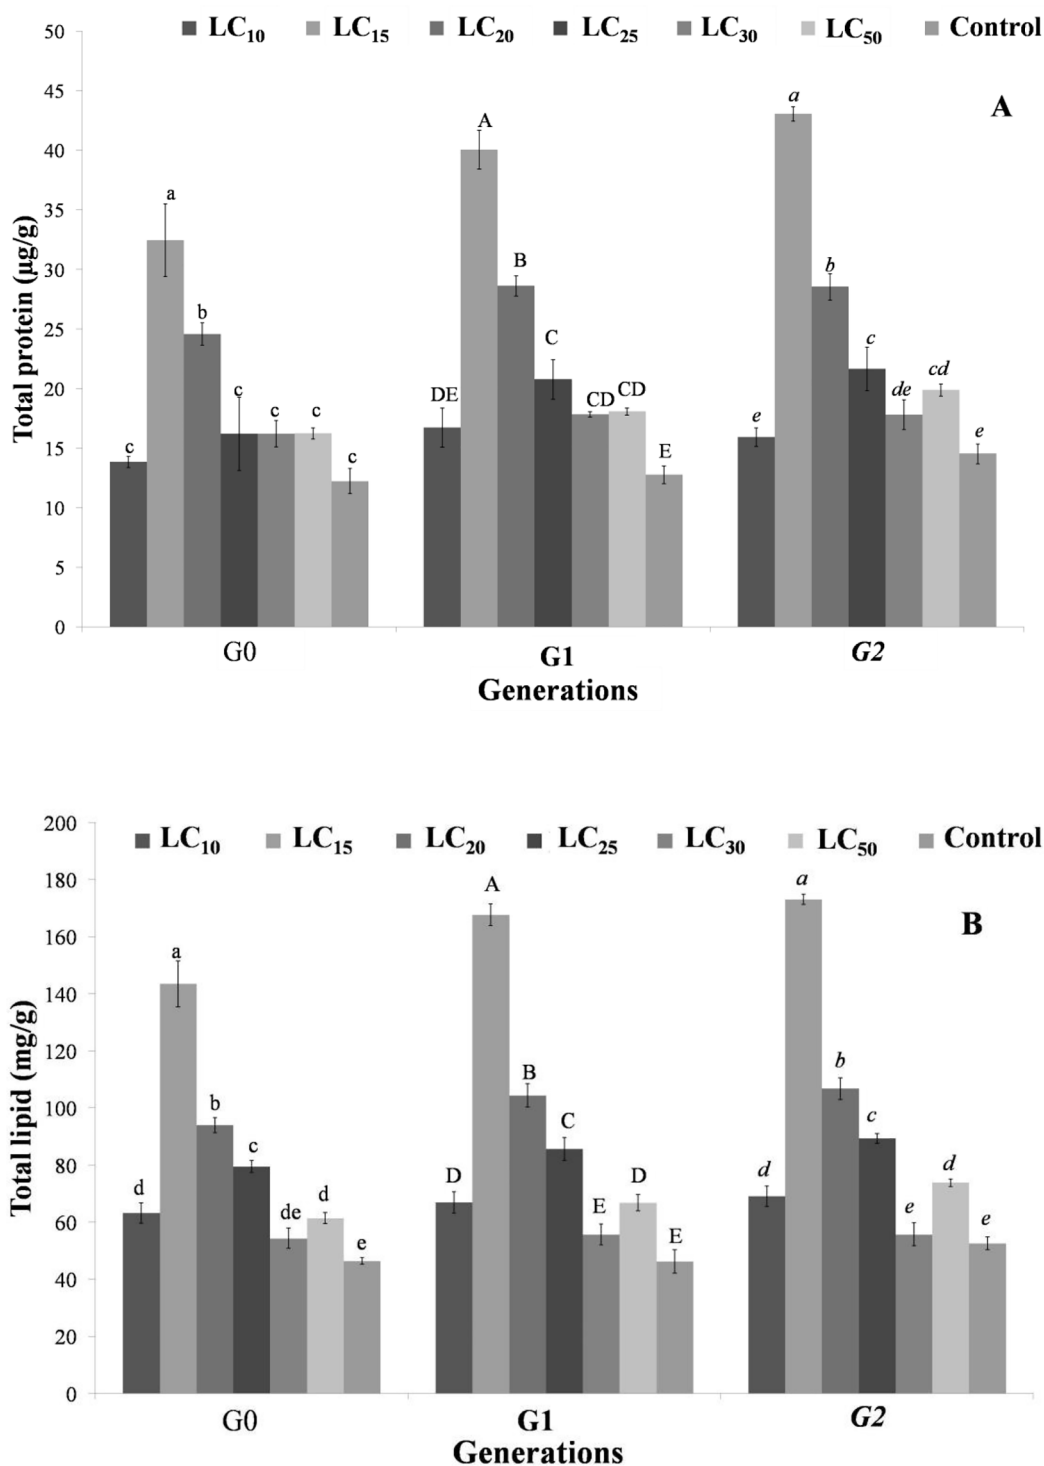 LC10 LC15 LC20 LC25 LC30 LC50 Control
50
45
40
35
30
25
20
15
10
5
0
Total protein (µg/g)
A
c a b c c c c
DE A B C CD CD E
e a b c de cd e
G0 G1 G2
Generations
200
180
160
140
120
100
80
60
40
20
0
Total lipid (mg/g)
LC10 LC15 LC20 LC25 LC30 LC50 Control
B
d a b c de d e
D A B C E D E
d a b c e d e
G0 G1 G2
Generations